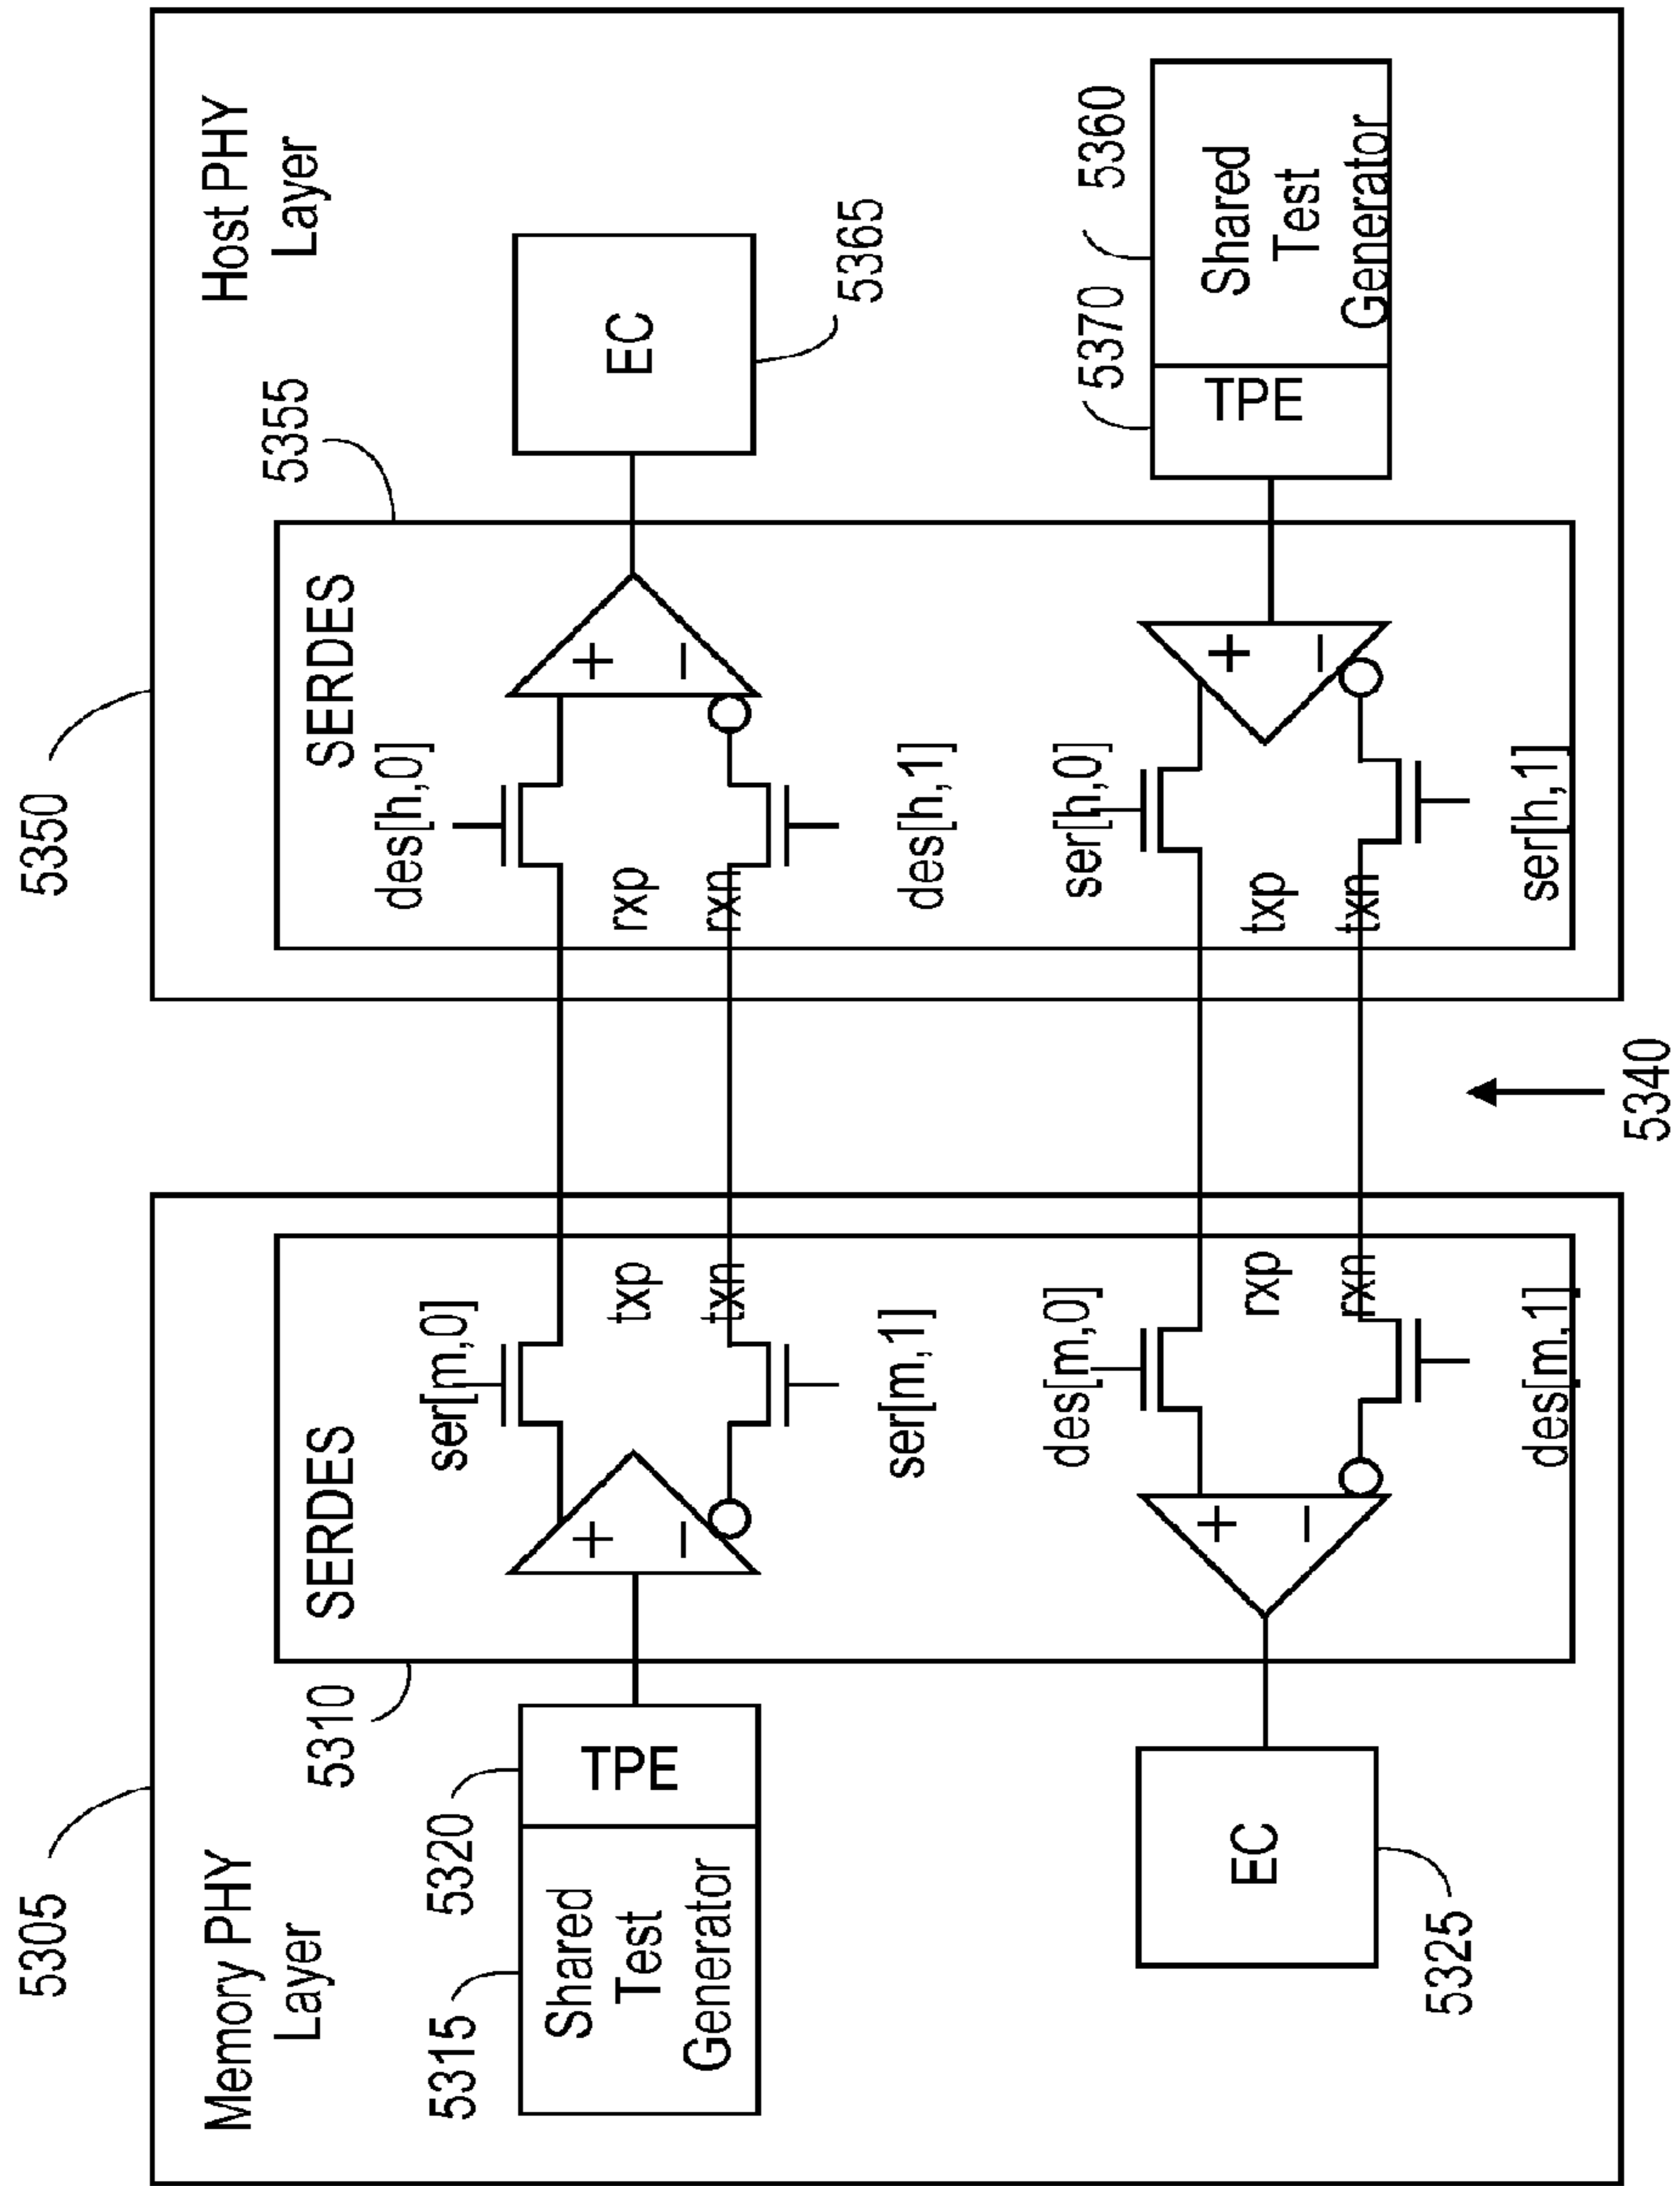 5305
Memory PHY
Layer
5315
5320
5310
Shared
Test
Generator
TPE
SERDES
ser[m,0]
+
−
txp
txn
ser[m,1]
EC
5325
des[m,0]
+
−
rxp
rxn
des[m,1]
5340
5350
Host PHY
Layer
5355
SERDES
des[h,0]
+
−
rxp
rxn
des[h,1]
EC
5365
ser[h,0]
+
−
txp
txn
ser[h,1]
5370
5360
TPE
Shared
Test
Generator